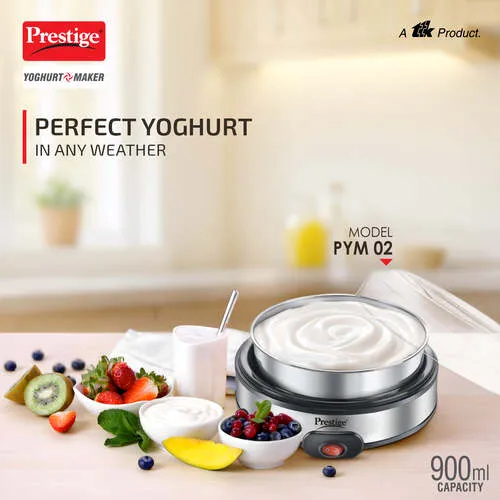 Prestige
YOGHURT MAKER
A ttk Product.
PERFECT YOGHURT
IN ANY WEATHER
MODEL
PYM 02
Prestige
900ml
CAPACITY